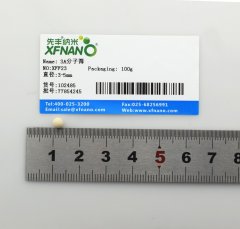 先丰纳米
XFNANO
Name: 3A分子筛
NO:XFF23 Packaging: 100g
直径:3-5mm
货号:102485
批号:77854245
Tel:400-025-3200 Fax:025-68256991
Email:sale@xfnano.com Web:www.xfnano.com
1 2 3 4 5 6 7